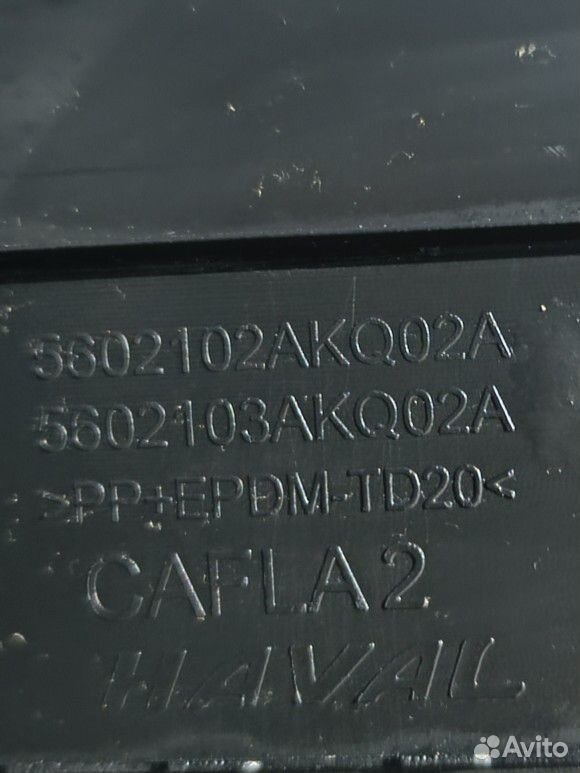 5602102AKQ02A
5602103AKQ02A
>PP+EPDM-TD20<
CAFLA2
HAVAL
Avito